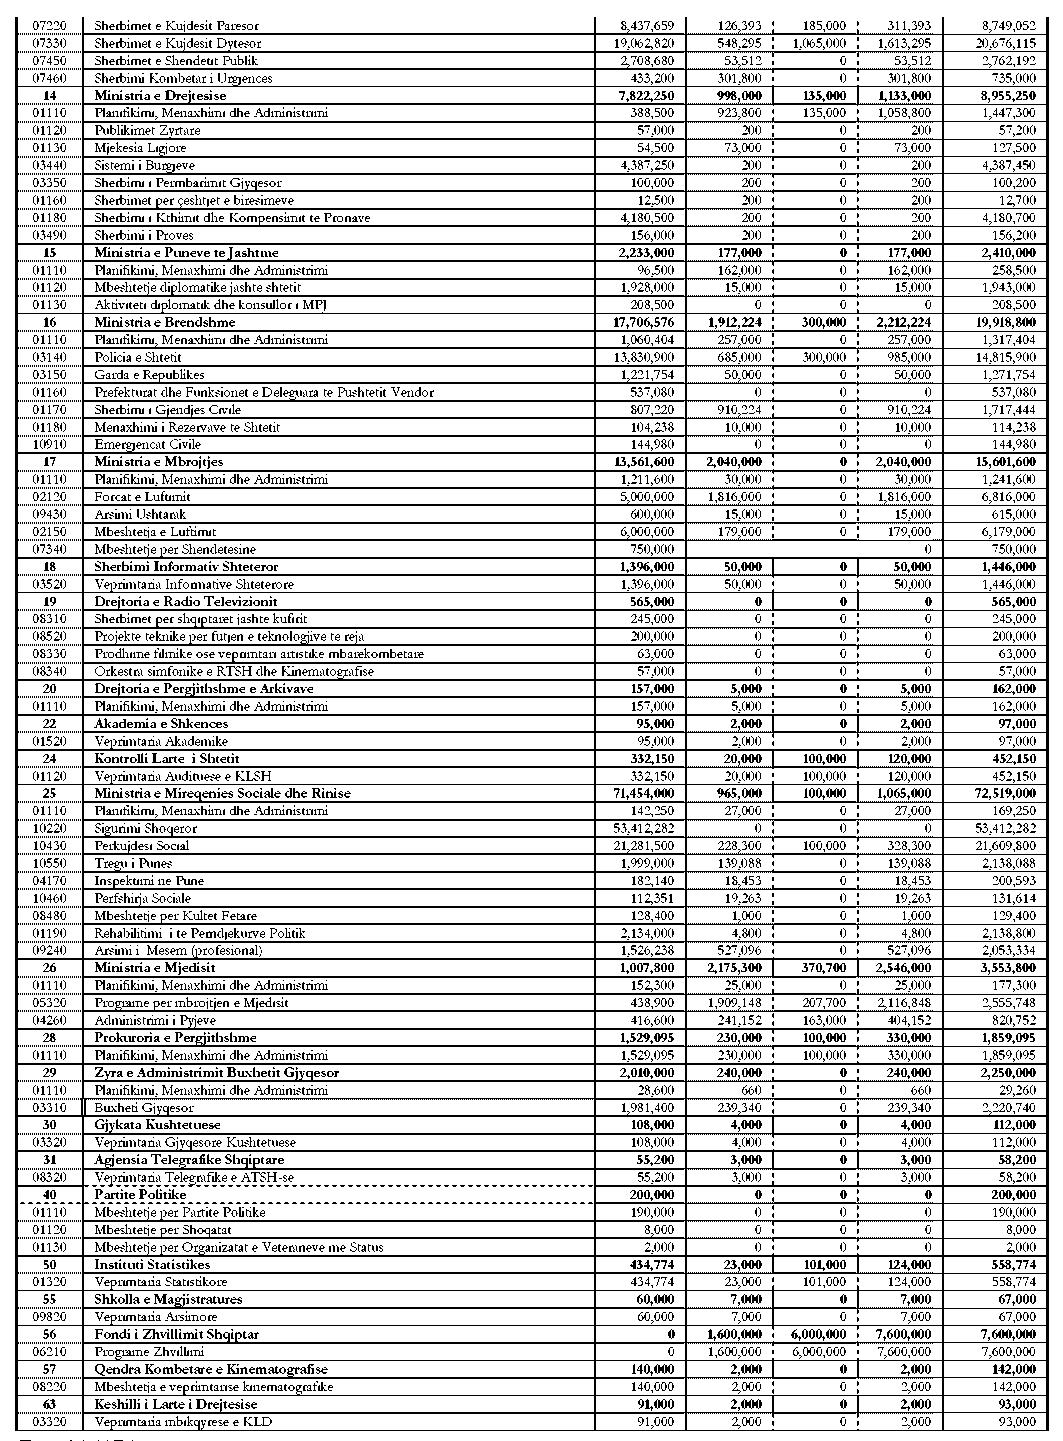 07220 Sherbimet e Kujdesit Paresor 8,437,659 126,393 185,000 311,393 8,749,052
07330 Sherbimet e Kujdesit Dytesor 19,062,820 548,295 1,065,000 1,613,295 20,676,115
07450 Sherbimet e Shendetit Publik 2,708,680 53,512 0 53,512 2,762,192
07460 Sherbimi Kombetar i Urgjences 433,200 301,800 0 301,800 735,000
14 Ministria e Drejtesise 7,822,250 998,000 135,000 1,133,000 8,955,250
01110 Planifikimi, Menaxhimi dhe Administrimi 388,500 923,800 135,000 1,058,800 1,447,300
01120 Publikimet Zyrtare 57,000 200 0 200 57,200
01130 Mjekesia Ligjore 54,500 73,000 0 73,000 127,500
03440 Sistemi i Burgjeve 4,387,250 200 0 200 4,387,450
03350 Sherbimi i Permbarimit Gjyqesor 100,000 200 0 200 100,200
01160 Sherbimet per çeshtjet e biresimeve 12,500 200 0 200 12,700
01180 Sherbimi i Kthimit dhe Kompensimit te Pronave 4,180,500 200 0 200 4,180,700
03490 Sherbimi i Proves 156,000 200 0 200 156,200
15 Ministria e Puneve te Jashtme 2,233,000 177,000 0 177,000 2,410,000
01110 Planifikimi, Menaxhimi dhe Administrimi 96,500 162,000 0 162,000 258,500
01120 Mbeshtetje diplomatike jashte shtetit 1,928,000 15,000 0 15,000 1,943,000
01130 Aktiviteti diplomatik dhe konsullor i MPJ 208,500 0 0 0 208,500
16 Ministria e Brendshme 17,706,576 1,912,224 300,000 2,212,224 19,918,800
01110 Planifikimi, Menaxhimi dhe Administrimi 1,060,404 257,000 0 257,000 1,317,404
03140 Policia e Shtetit 13,830,900 685,000 300,000 985,000 14,815,900
03150 Garda e Republikes 1,221,754 50,000 0 50,000 1,271,754
01160 Prefekturat dhe Funksionet e Deleguara te Pushtetit Vendor 537,080 0 0 0 537,080
01170 Sherbimi i Gjendjes Civile 807,220 910,224 0 910,224 1,717,444
01180 Menaxhimi i Rezervave te Shtetit 104,238 10,000 0 10,000 114,238
10910 Emergjencat Civile 144,980 0 0 0 144,980
17 Ministria e Mbrojtjes 13,561,600 2,040,000 0 2,040,000 15,601,600
01110 Planifikimi, Menaxhimi dhe Administrimi 1,211,600 30,000 0 30,000 1,241,600
02120 Forcat e Luftimit 5,000,000 1,816,000 0 1,816,000 6,816,000
09430 Arsimi Ushtarak 600,000 15,000 0 15,000 615,000
02150 Mbeshtetja e Luftimit 6,000,000 179,000 0 179,000 6,179,000
07340 Mbeshtetje per Shendetesine 750,000 0 750,000
18 Sherbimi Informativ Shteteror 1,396,000 50,000 0 50,000 1,446,000
03520 Veprimtaria Informative Shteterore 1,396,000 50,000 0 50,000 1,446,000
19 Drejtoria e Radio Televizionit 565,000 0 0 0 565,000
08310 Sherbimet per shqiptaret jashte kufirit 245,000 0 0 0 245,000
08520 Projekte teknike per futjen e teknologjive te reja 200,000 0 0 0 200,000
08330 Prodhime filmike ose veprimtari artistike mbarekombetare 63,000 0 0 0 63,000
08340 Orkestra simfonike e RTSH dhe Kinematografise 57,000 0 0 0 57,000
20 Drejtoria e Pergjithshme e Arkivave 157,000 5,000 0 5,000 162,000
01110 Planifikimi, Menaxhimi dhe Administrimi 157,000 5,000 0 5,000 162,000
22 Akademia e Shkences 95,000 2,000 0 2,000 97,000
01520 Veprimtaria Akademike 95,000 2,000 0 2,000 97,000
24 Kontrolli Larte i Shtetit 332,150 20,000 100,000 120,000 452,150
01120 Veprimtaria Audituese e KLSH 332,150 20,000 100,000 120,000 452,150
25 Ministria e Mireqenies Sociale dhe Rinise 71,454,000 965,000 100,000 1,065,000 72,519,000
01110 Planifikimi, Menaxhimi dhe Administrimi 142,250 27,000 0 27,000 169,250
10220 Sigurimi Shoqeror 53,412,282 0 0 0 53,412,282
10430 Perkujdesi Social 21,281,500 228,300 100,000 328,300 21,609,800
10550 Tregu i Punes 1,999,000 139,088 0 139,088 2,138,088
04170 Inspektimi ne Pune 182,140 18,453 0 18,453 200,593
10460 Perfshirja Sociale 112,351 19,263 0 19,263 131,614
08480 Mbeshtetje per Kultet Fetare 128,400 1,000 0 1,000 129,400
01190 Rehabilitimi i te Perndjekurve Politik 2,134,000 4,800 0 4,800 2,138,800
09240 Arsimi i Mesem (profesional) 1,526,238 527,096 0 527,096 2,053,334
26 Ministria e Mjedisit 1,007,800 2,175,300 370,700 2,546,000 3,553,800
01110 Planifikimi, Menaxhimi dhe Administrimi 152,300 25,000 0 25,000 177,300
05320 Programe per mbrojtjen e Mjedisit 438,900 1,909,148 207,700 2,116,848 2,555,748
04260 Administrimi i Pyjeve 416,600 241,152 163,000 404,152 820,752
28 Prokuroria e Pergjithshme 1,529,095 230,000 100,000 330,000 1,859,095
01110 Planifikimi, Menaxhimi dhe Administrimi 1,529,095 230,000 100,000 330,000 1,859,095
29 Zyra e Administrimit Buxhetit Gjyqesor 2,010,000 240,000 0 240,000 2,250,000
01110 Planifikimi, Menaxhimi dhe Administrimi 28,600 660 0 660 29,260
03310 Buxheti Gjyqesor 1,981,400 239,340 0 239,340 2,220,740
30 Gjykata Kushtetuese 108,000 4,000 0 4,000 112,000
03320 Veprimtaria Gjyqesore Kushtetuese 108,000 4,000 0 4,000 112,000
31 Agjensia Telegrafike Shqiptare 55,200 3,000 0 3,000 58,200
08320 Veprimtaria Telegrafike e ATSH-se 55,200 3,000 0 3,000 58,200
40 Partite Politike 200,000 0 0 0 200,000
01110 Mbeshtetje per Partite Politike 190,000 0 0 0 190,000
01120 Mbeshtetje per Shoqatat 8,000 0 0 0 8,000
01130 Mbeshtetje per Organizatat e Veteraneve me Status 2,000 0 0 0 2,000
50 Instituti Statistikes 434,774 23,000 101,000 124,000 558,774
01320 Veprimtaria Statistikore 434,774 23,000 101,000 124,000 558,774
55 Shkolla e Magjistratures 60,000 7,000 0 7,000 67,000
09820 Veprimtaria Arsimore 60,000 7,000 0 7,000 67,000
56 Fondi i Zhvillimit Shqiptar 0 1,600,000 6,000,000 7,600,000 7,600,000
06210 Programe Zhvillimi 0 1,600,000 6,000,000 7,600,000 7,600,000
57 Qendra Kombetare e Kinematografise 140,000 2,000 0 2,000 142,000
08220 Mbeshtetja e veprimtarise kinematografike 140,000 2,000 0 2,000 142,000
63 Keshilli i Larte i Drejtesise 91,000 2,000 0 2,000 93,000
03320 Veprimtaria mbikqyrese e KLD 91,000 2,000 0 2,000 93,000